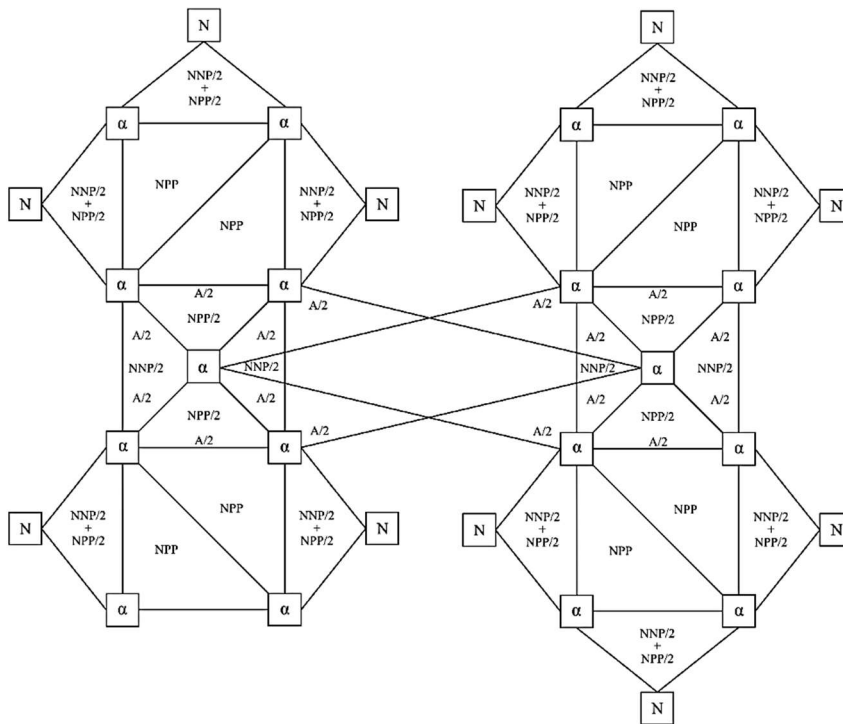 N N
NNP/2 NNP/2
+ +
NPP/2 NPP/2
α α α α
N NNP/2 NPP NNP/2 N N NNP/2 NPP NNP/2 N
+ + + +
NPP/2 NPP/2 NPP/2 NPP/2
NPP NPP
α α α α
A/2 A/2 A/2 A/2
NPP/2 NPP/2
A/2 A/2 A/2 A/2
NNP/2 α NNP/2 NNP/2 α NNP/2
A/2 A/2 A/2 A/2
NPP/2 NPP/2
A/2 A/2 A/2 A/2
α α α α
NPP NPP
N NNP/2 NNP/2 N N NNP/2 NNP/2 N
+ + + +
NPP/2 NPP/2 NPP/2 NPP/2
NPP NPP
α α α α
NNP/2
+
NPP/2
N